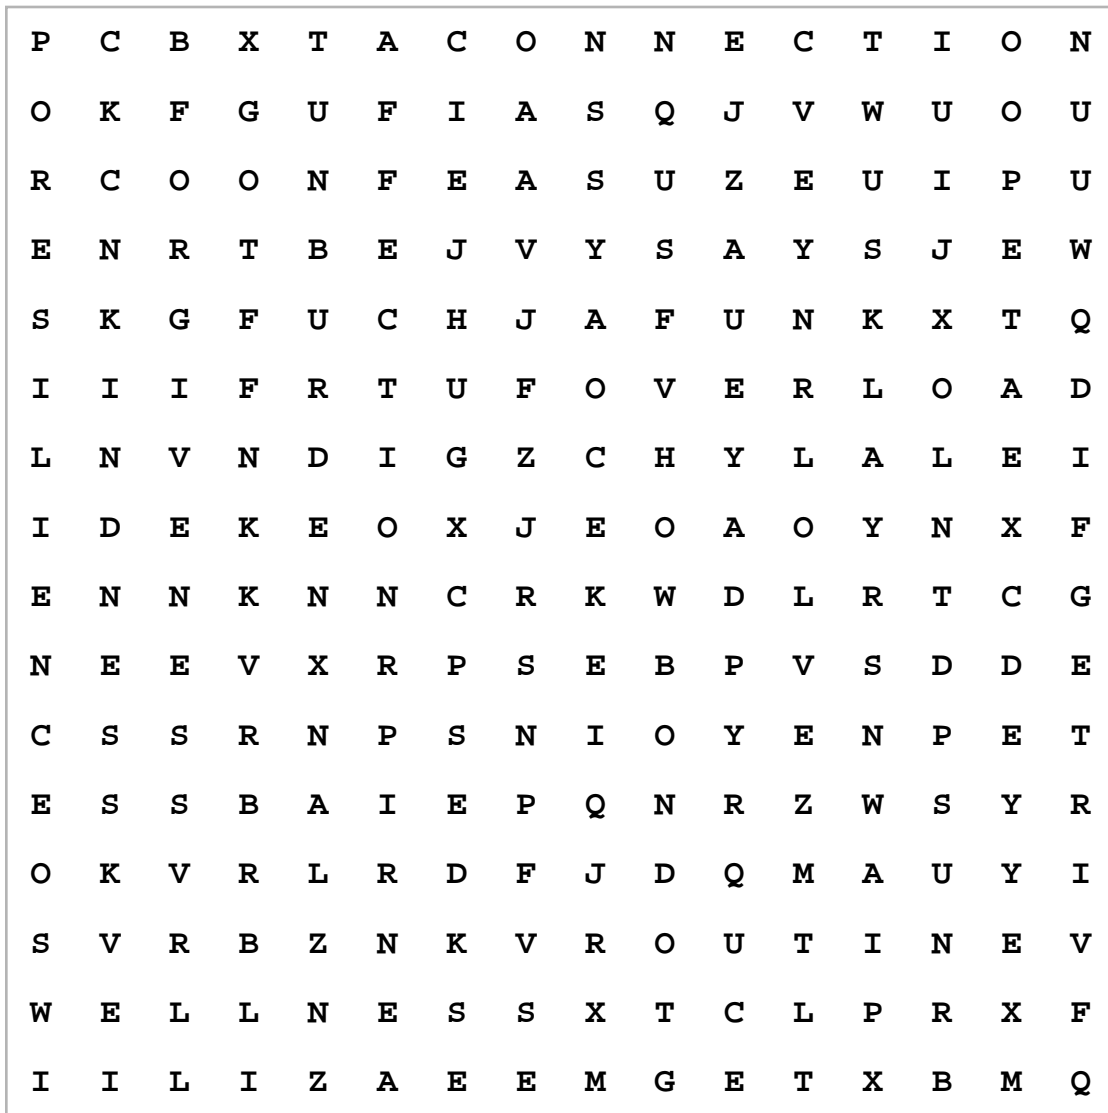 P C B X T A C O N N E C T I O N
O K F G U F I A S Q J V W U O U
R C O O N F E A S U Z E U I P U
E N R T B E J V Y S A Y S J E W
S K G F U C H J A F U N K X T Q
I I I F R T U F O V E R L O A D
L N V N D I G Z C H Y L A L E I
I D E K E O X J E O A O Y N X F
E N N K N N C R K W D L R T C G
N E E V X R P S E B P V S D D E
C S S R N P S N I O Y E N P E T
E S S B A I E P Q N R Z W S Y R
O K V R L R D F J D Q M A U Y I
S V R B Z N K V R O U T I N E V
W E L L N E S S X T C L P R X F
I I L I Z A E E M G E T X B M Q